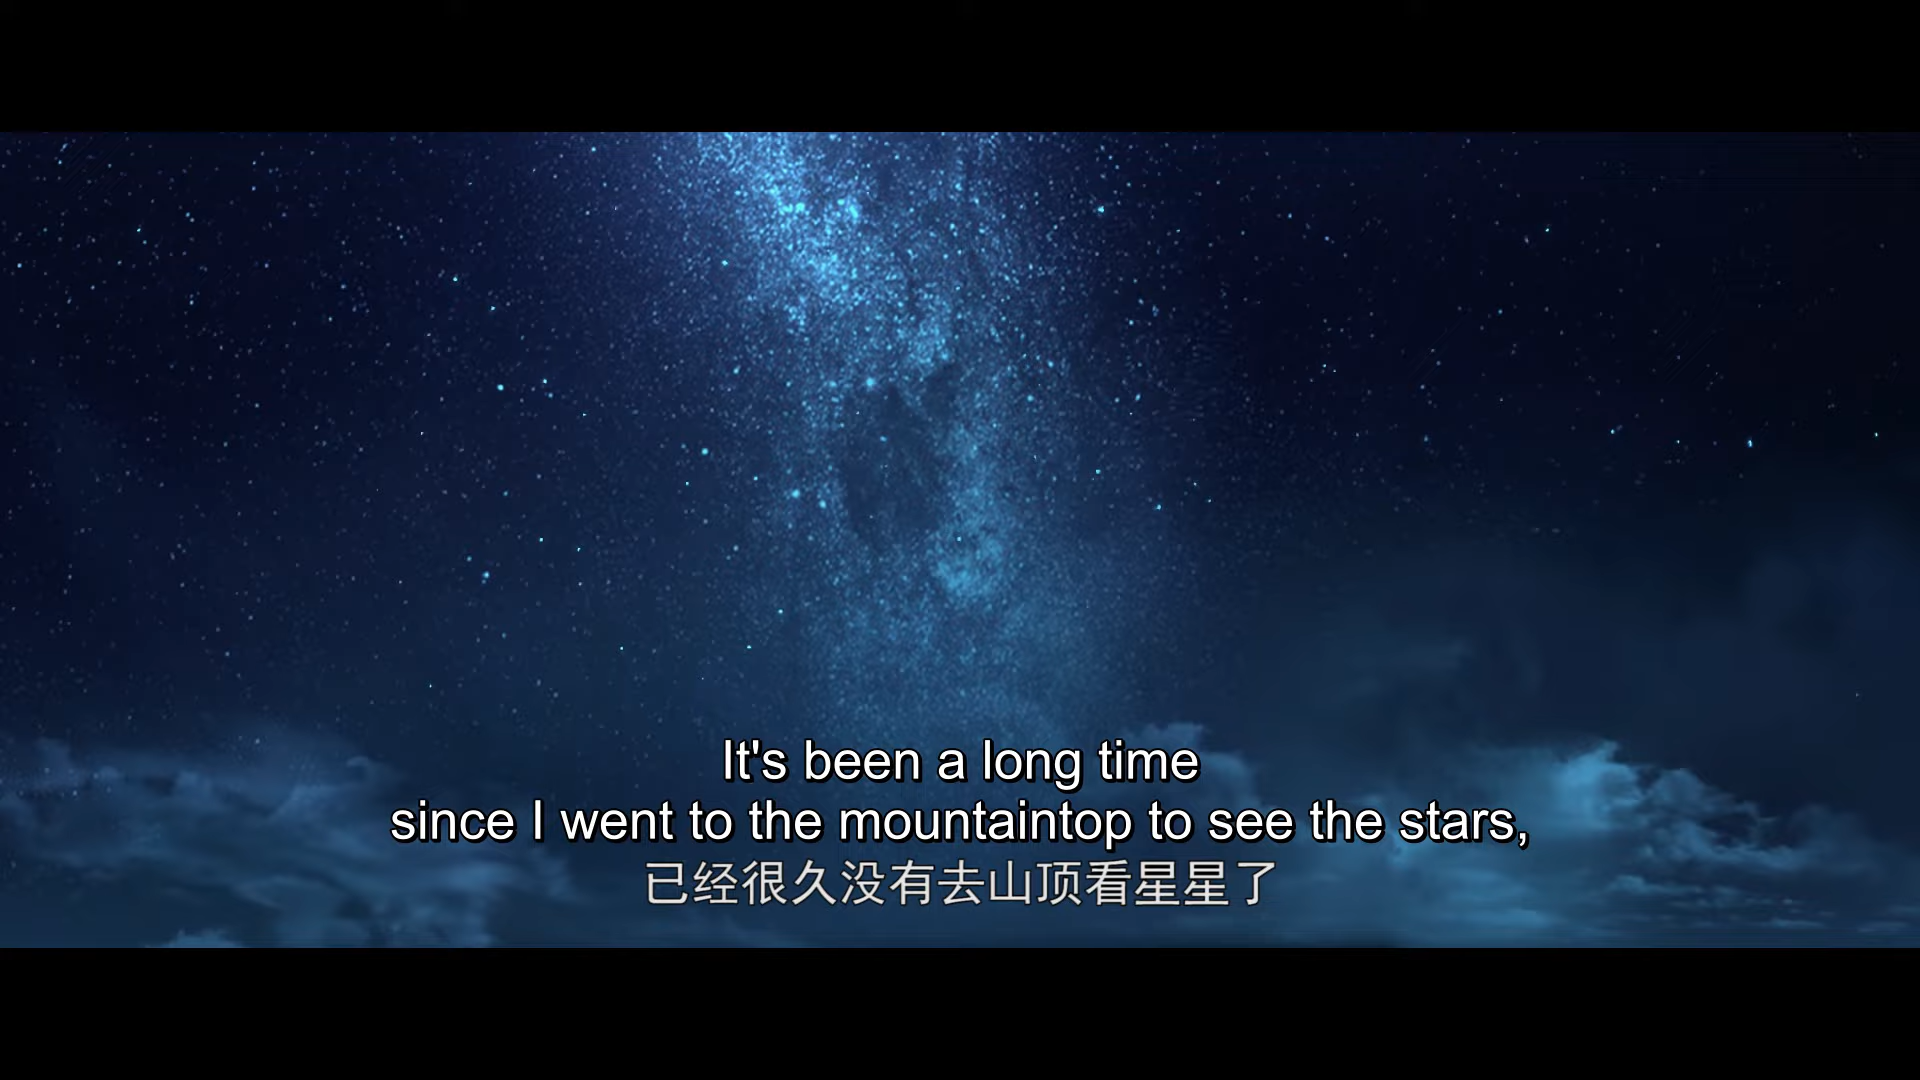 It's been a long time
since I went to the mountaintop to see the stars,
已经很久没有去山顶看星星了